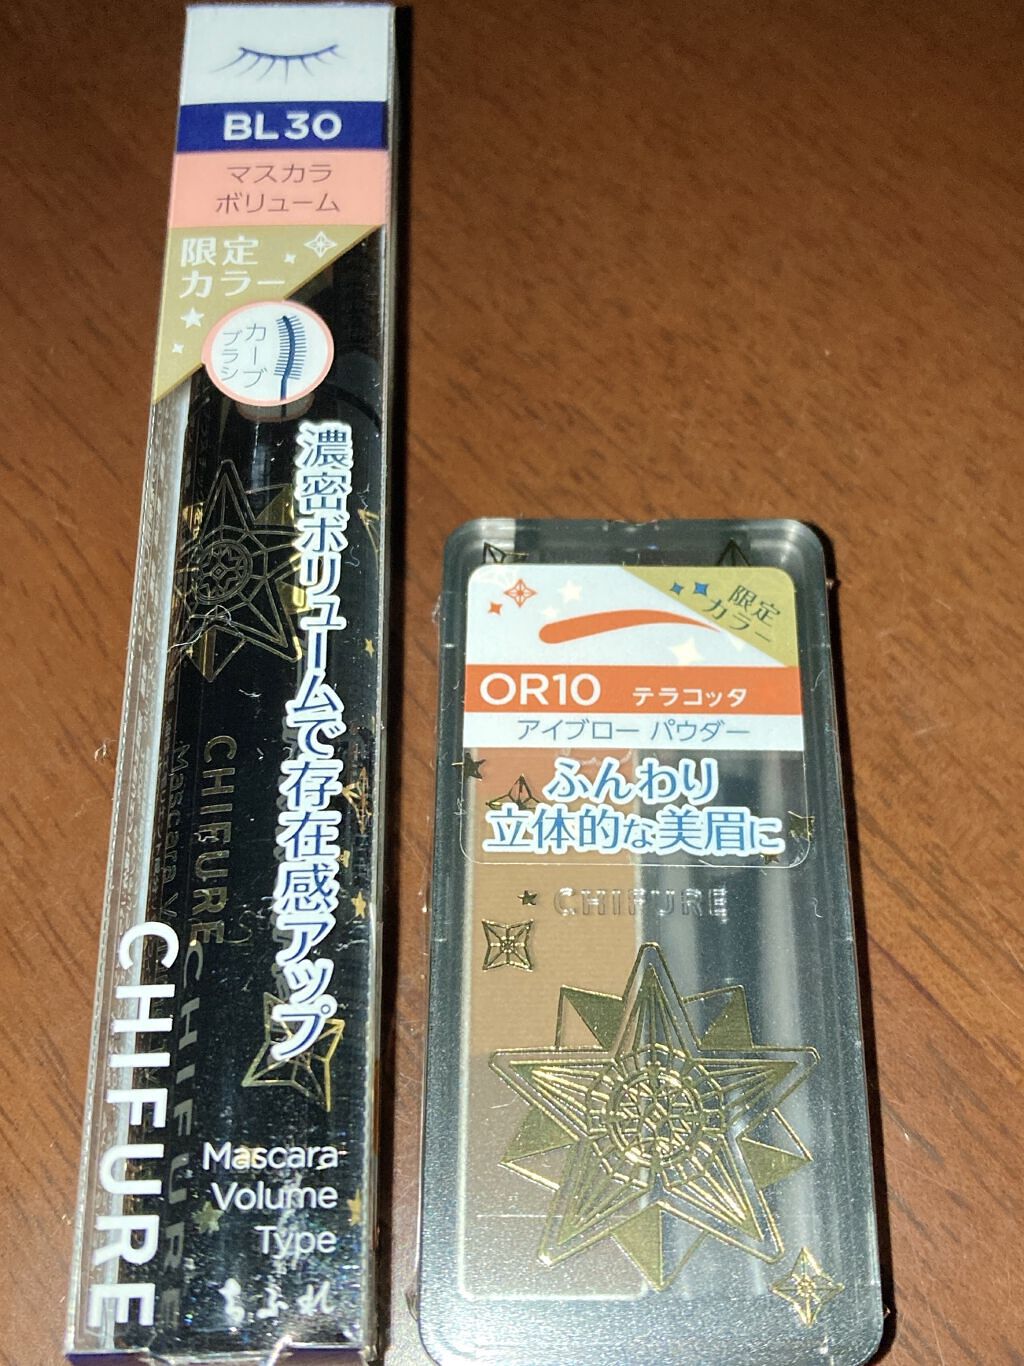 BL 30
マスカラ
ボリューム
限定
カラー
カーブ
ブラシ
濃密ボリュームで存在感アップ
CHIFURE
Mascara V
CHIFURE
CHIFURE
Mascara
Volume
Type
ちふれ
限定
カラー
OR10 テラコッタ
アイブロー パウダー
ふんわり
立体的な美眉に
CHIFURE